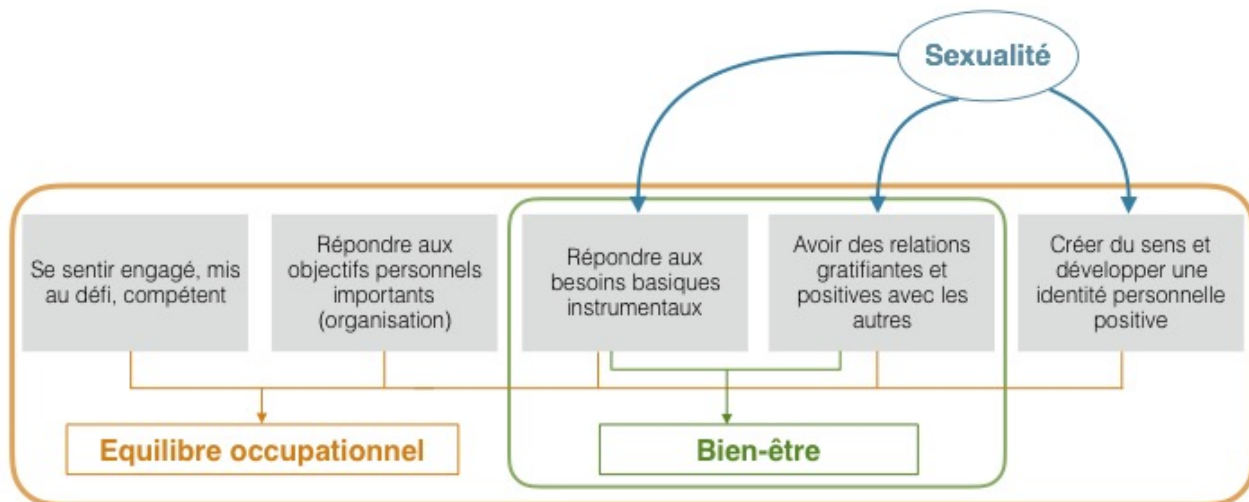 Sexualité
Se sentir engagé, mis
au défi, compétent
Répondre aux
objectifs personnels
importants
(organisation)
Répondre aux
besoins basiques
instrumentaux
Avoir des relations
gratifiantes et
positives avec les
autres
Créer du sens et
développer une
identité personnelle
positive
Equilibre occupationnel
Bien-être